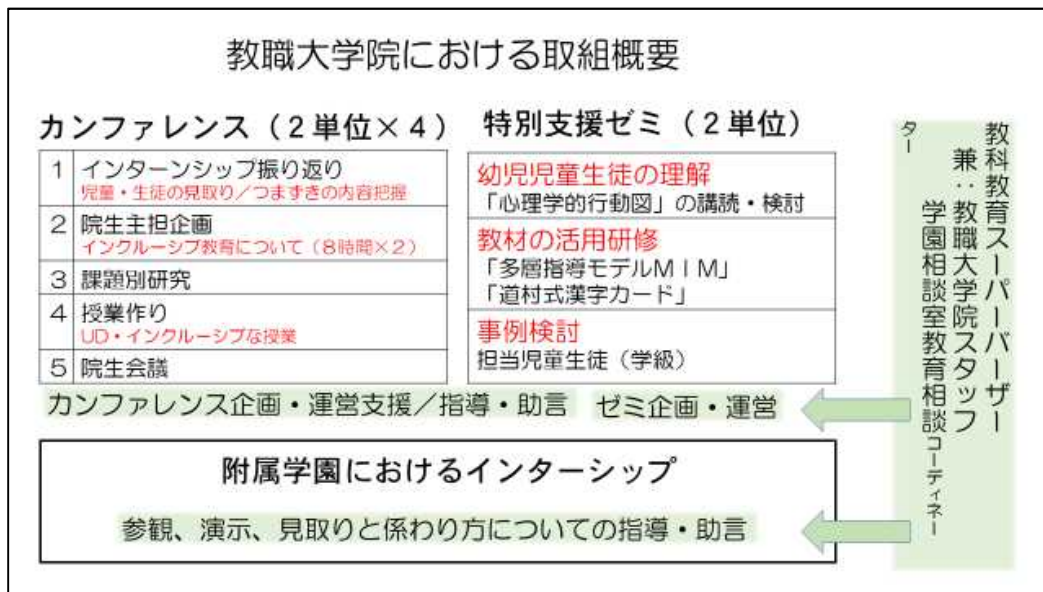 教職大学院における取組概要
カンファレンス(2単位×4)
1 インターンシップ振り返り
児童・生徒の見取り/つまずきの内容把握
2 院生主担企画
インクルーシブ教育について(8時間×2)
3 課題別研究
4 授業作り
UD・インクルーシブな授業
5 院生会議
特別支援ゼミ(2単位)
幼児児童生徒の理解
「心理学的行動図」の講読・検討
教材の活用研修
「多層指導モデルMIM」
「道村式漢字カード」
事例検討
担当児童生徒(学級)
カンファレンス企画・運営支援/指導・助言
ゼミ企画・運営
附属学園におけるインターシップ
参観、演示、見取りと係わり方についての指導・助言
教科教育スーパーバーザー
兼:教職大学院スタッフ
学園相談室教育相談コーディネー
ター